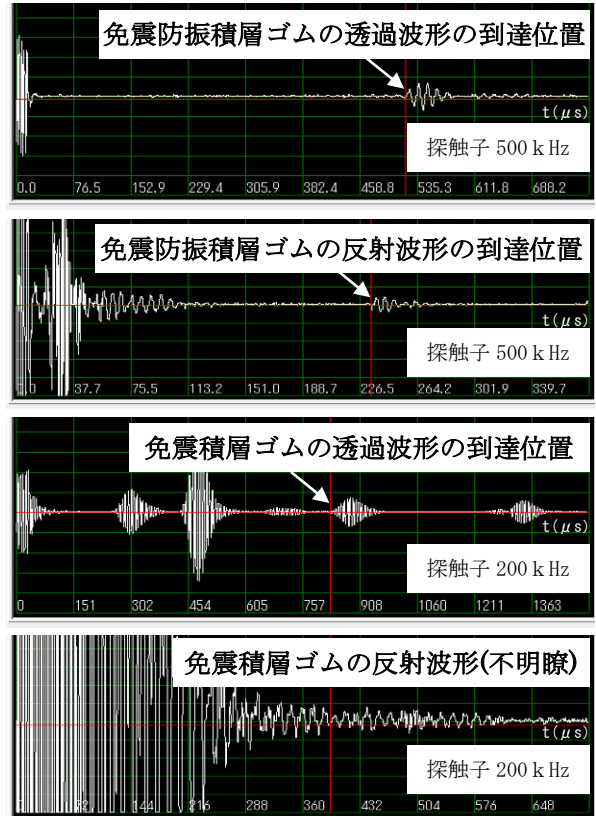 免震防振積層ゴムの透過波形の到達位置
t(μs)
探触子 500ｋHz
0.0 76.5 152.9 229.4 305.9 382.4 458.8 535.3 611.8 688.2
免震防振積層ゴムの反射波形の到達位置
t(μs)
探触子 500ｋHz
37.7 75.5 113.2 151.0 188.7 226.5 264.2 301.9 339.7
免震積層ゴムの透過波形の到達位置
t(μs)
探触子 200ｋHz
0 151 302 454 605 757 908 1060 1211 1363
免震積層ゴムの反射波形(不明瞭)
t(μs)
探触子 200ｋHz
144 216 288 360 432 504 576 648